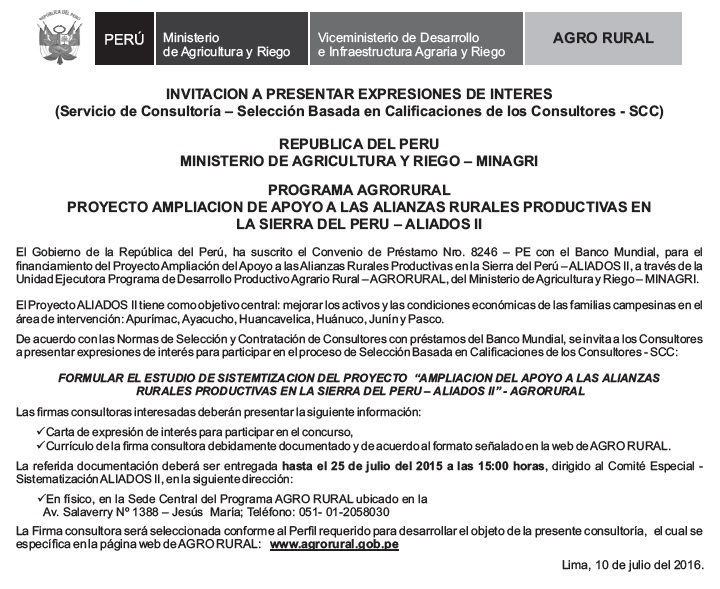 REPUBLICA DEL PERU
PERÚ
Ministerio
de Agricultura y Riego
Viceministerio de Desarrollo
e Infraestructura Agraria y Riego
AGRO RURAL
INVITACION A PRESENTAR EXPRESIONES DE INTERES
(Servicio de Consultoría – Selección Basada en Calificaciones de los Consultores - SCC)
REPUBLICA DEL PERU
MINISTERIO DE AGRICULTURA Y RIEGO – MINAGRI
PROGRAMA AGRORURAL
PROYECTO AMPLIACION DE APOYO A LAS ALIANZAS RURALES PRODUCTIVAS EN
LA SIERRA DEL PERU – ALIADOS II
El Gobierno de la República del Perú, ha suscrito el Convenio de Préstamo Nro. 8246 – PE con el Banco Mundial, para el
financiamiento del Proyecto Ampliación del Apoyo a las Alianzas Rurales Productivas en la Sierra del Perú – ALIADOS II, a través de la
Unidad Ejecutora Programa de Desarrollo Productivo Agrario Rural – AGRORURAL, del Ministerio de Agricultura y Riego – MINAGRI.
El Proyecto ALIADOS II tiene como objetivo central: mejorar los activos y las condiciones económicas de las familias campesinas en el
área de intervención: Apurímac, Ayacucho, Huancavelica, Huánuco, Junín y Pasco.
De acuerdo con las Normas de Selección y Contratación de Consultores con préstamos del Banco Mundial, se invita a los Consultores
a presentar expresiones de interés para participar en el proceso de Selección Basada en Calificaciones de los Consultores - SCC:
FORMULAR EL ESTUDIO DE SISTEMTIZACION DEL PROYECTO “AMPLIACION DEL APOYO A LAS ALIANZAS
RURALES PRODUCTIVAS EN LA SIERRA DEL PERU – ALIADOS II” - AGRORURAL
Las firmas consultoras interesadas deberán presentar la siguiente información:
✓Carta de expresión de interés para participar en el concurso,
✓Currículo de la firma consultora debidamente documentado y de acuerdo al formato señalado en la web de AGRO RURAL.
La referida documentación deberá ser entregada hasta el 25 de julio del 2015 a las 15:00 horas, dirigido al Comité Especial -
Sistematización ALIADOS II, en la siguiente dirección:
✓En físico, en la Sede Central del Programa AGRO RURAL ubicado en la
Av. Salaverry Nº 1388 – Jesús María; Teléfono: 051- 01-2058030
La Firma consultora será seleccionada conforme al Perfil requerido para desarrollar el objeto de la presente consultoría, el cual se
especifica en la página web de AGRO RURAL: www.agrorural.gob.pe
Lima, 10 de julio del 2016.